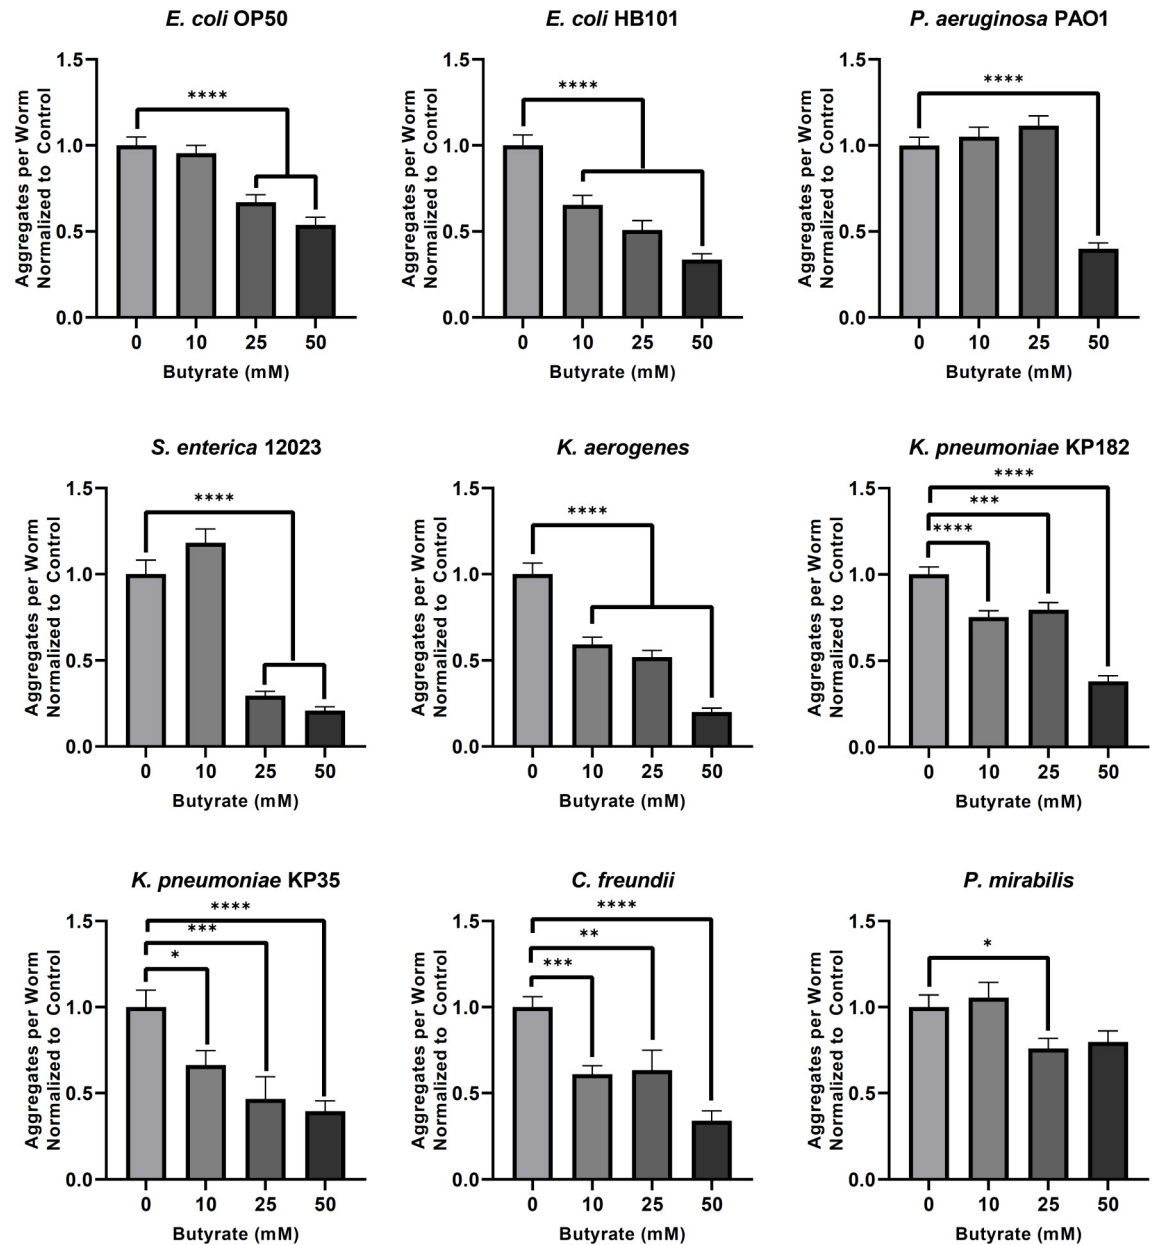 E. coli OP50
Aggregates per Worm
Normalized to Control
1.5
1.0
0.5
0.0
****
0 10 25 50
Butyrate (mM)
E. coli HB101
Aggregates per Worm
Normalized to Control
1.5
1.0
0.5
0.0
****
0 10 25 50
Butyrate (mM)
P. aeruginosa PAO1
Aggregates per Worm
Normalized to Control
1.5
1.0
0.5
0.0
****
0 10 25 50
Butyrate (mM)
S. enterica 12023
Aggregates per Worm
Normalized to Control
1.5
1.0
0.5
0.0
****
0 10 25 50
Butyrate (mM)
K. aerogenes
Aggregates per Worm
Normalized to Control
1.5
1.0
0.5
0.0
****
0 10 25 50
Butyrate (mM)
K. pneumoniae KP182
Aggregates per Worm
Normalized to Control
1.5
1.0
0.5
0.0
****
***
****
0 10 25 50
Butyrate (mM)
K. pneumoniae KP35
Aggregates per Worm
Normalized to Control
1.5
1.0
0.5
0.0
****
***
*
0 10 25 50
Butyrate (mM)
C. freundii
Aggregates per Worm
Normalized to Control
1.5
1.0
0.5
0.0
****
**
***
0 10 25 50
Butyrate (mM)
P. mirabilis
Aggregates per Worm
Normalized to Control
1.5
1.0
0.5
0.0
*
0 10 25 50
Butyrate (mM)